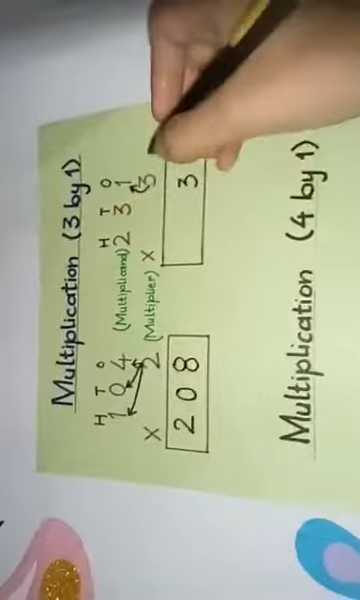 Multiplication (3 by 1)
H T O
1 0 4
× 2
2 0 8
H T O
(Multiplicand) 2 3 1
(Multiplier) × 3
3
Multiplication (4 by 1)